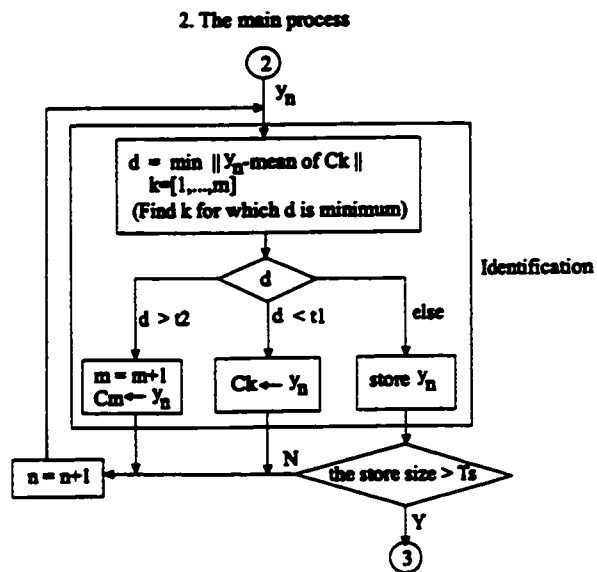 2. The main process
2
yn
d = min || yn-mean of Ck ||
k=[1,...,m]
(Find k for which d is minimum)
Identification
d
d > t2
d < t1
else
m = m+1
Cm← yn
Ck← yn
store yn
N
n = n+1
the store size > Ts
Y
3